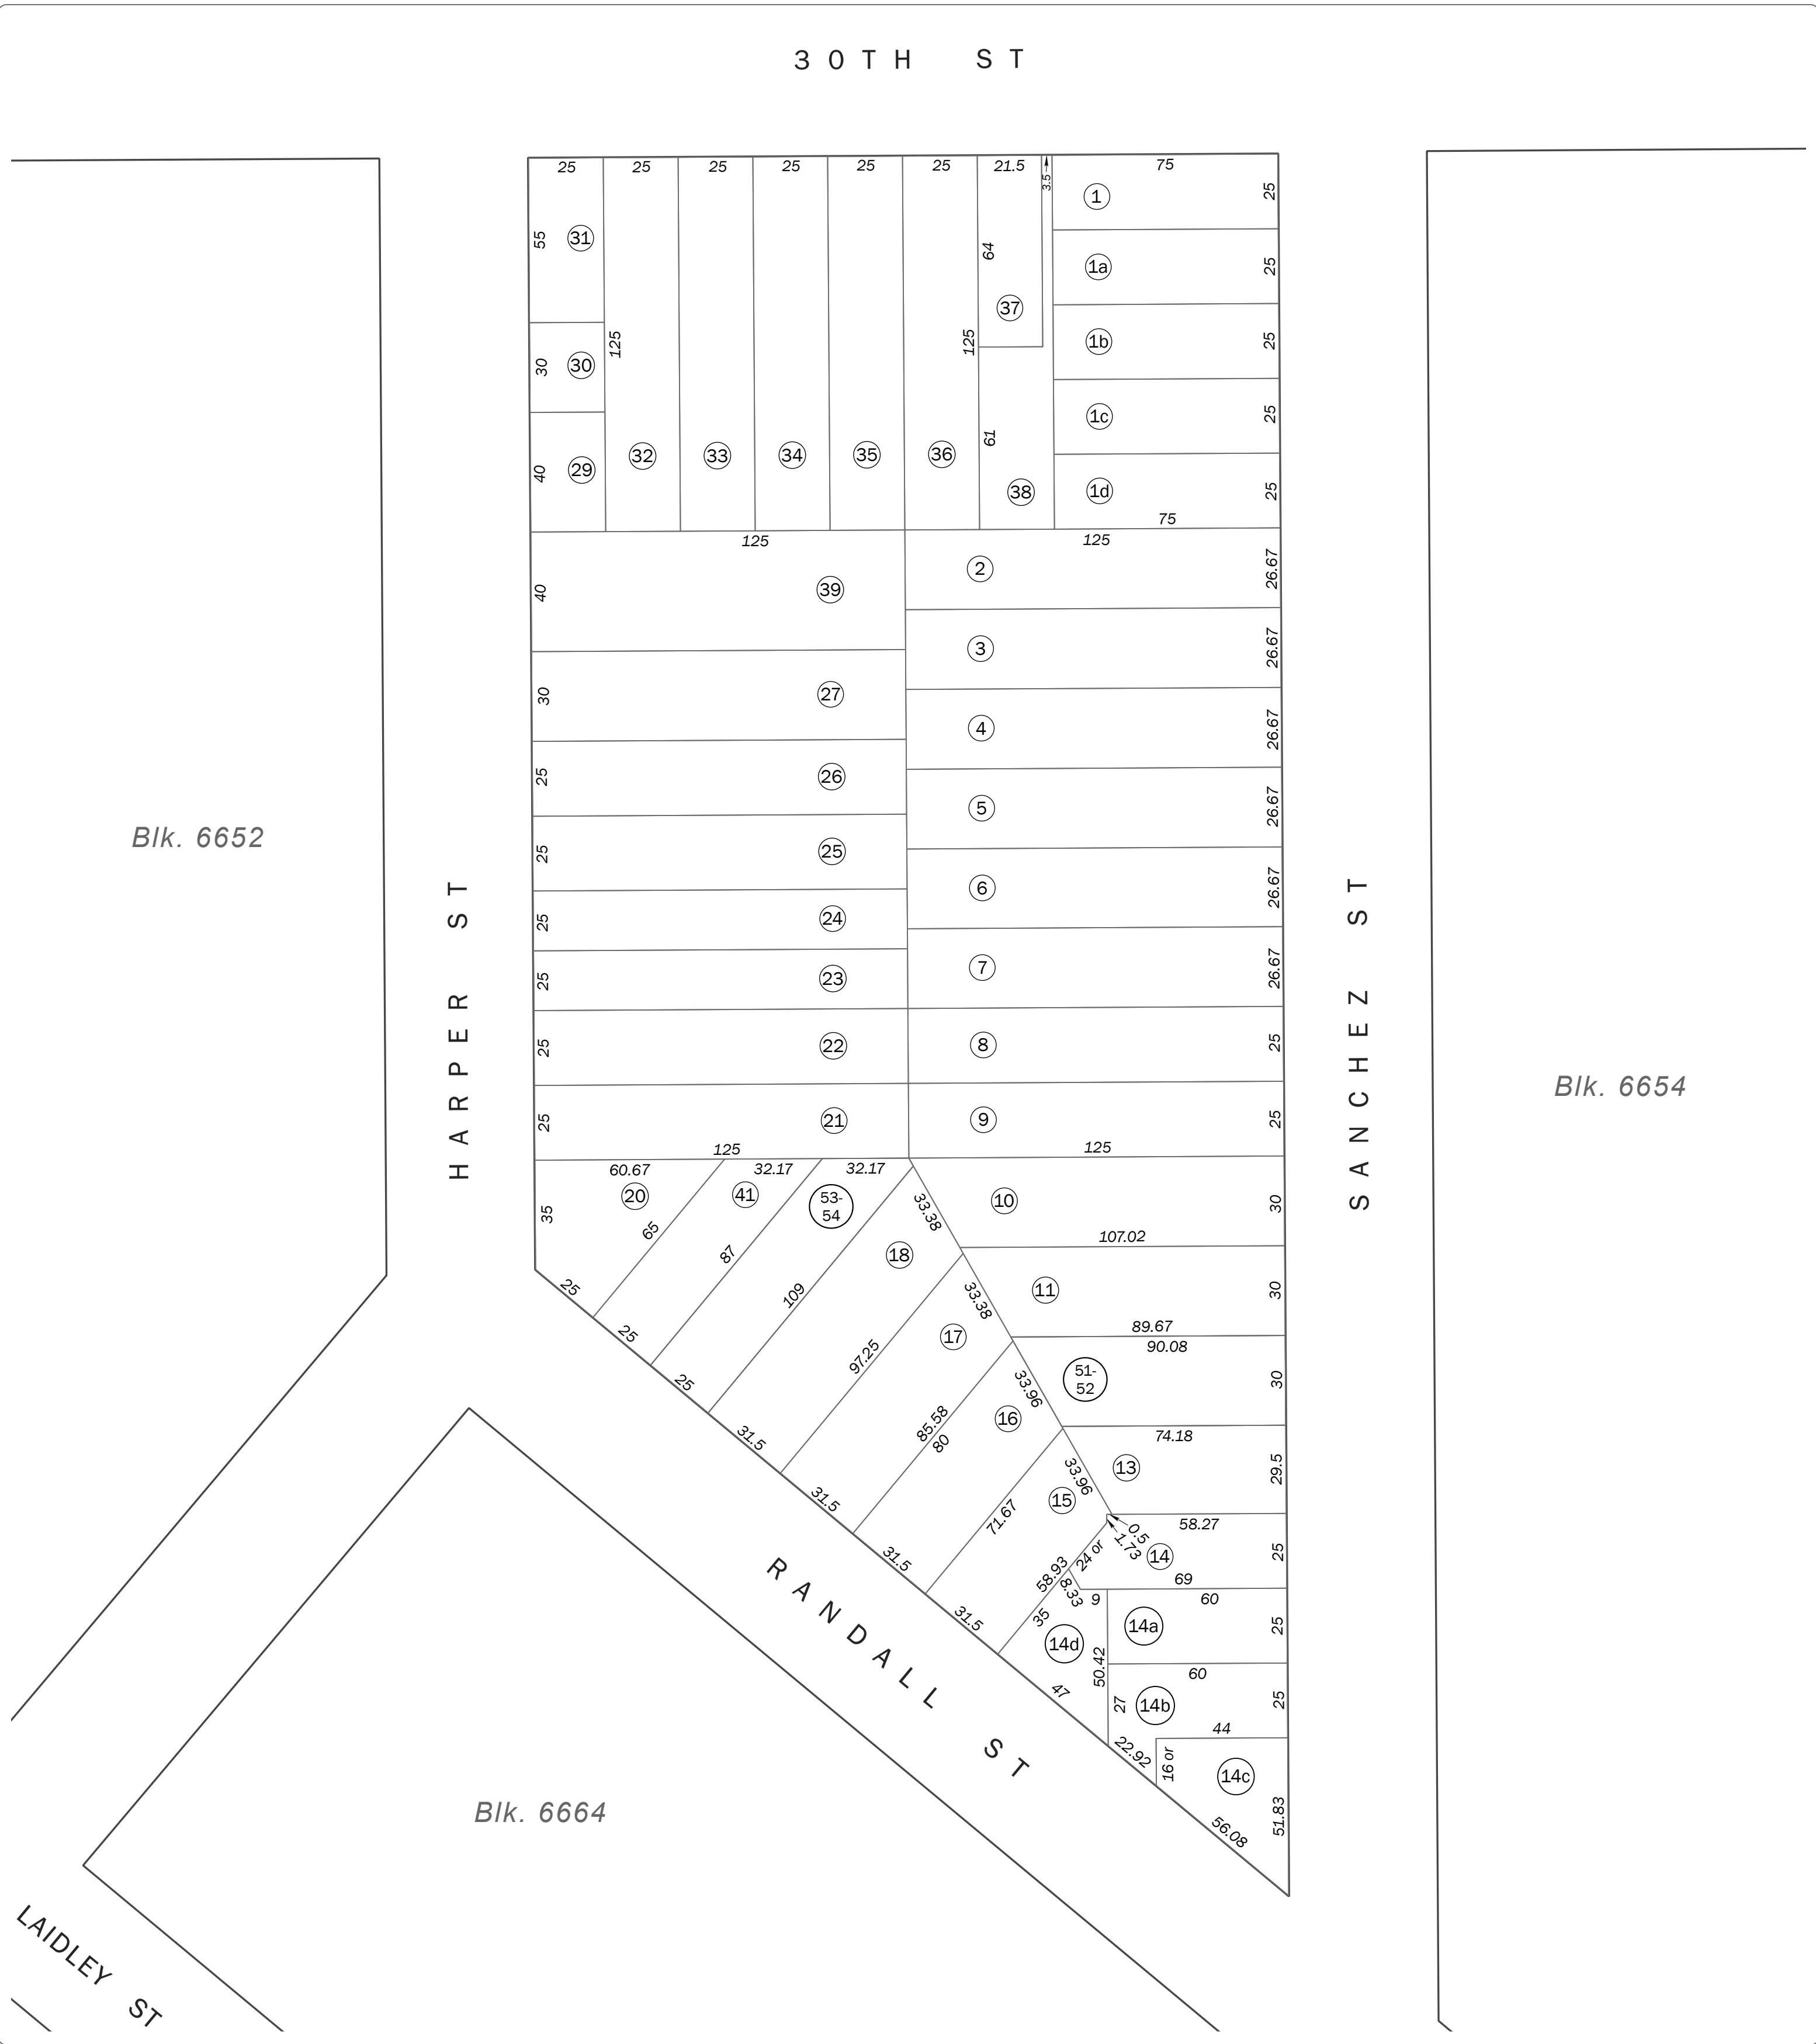 30TH ST
25 25 25 25 25 25 21.5 3.5 75
1 25
55 31
64
1a 25
37
125 125
1b 25
30 30
1c 25
61
40 29 32 33 34 35 36
38 1d 25
75
125 125
2 26.67
40 39
3 26.67
30 27
4 26.67
25 26
5 26.67
Blk. 6652
25 25
6 26.67
25 24
7 26.67
25 23
25 22 8 25
HARPER ST
SANCHEZ ST
Blk. 6654
25 21 9 25
125 125
60.67 32.17 32.17
20 41 53-
54
33.38 10 30
35 65
107.02
87 18
109 33.38 11 30
25
89.67
25 97.25 17
90.08
25 33.96 51-
52
30
31.5 85.58
80
16
74.18
33.96 13 29.5
31.5 71.67 15
58.27
0.5
1.73
31.5 58.93 24 or 14 25
69
8.33 9 60
31.5 35 14a 25
14d
50.42
60
47 27 14b 25
44
22.92 16 or
14c
51.83
56.08
RANDALL ST
Blk. 6664
LAIDLEY ST